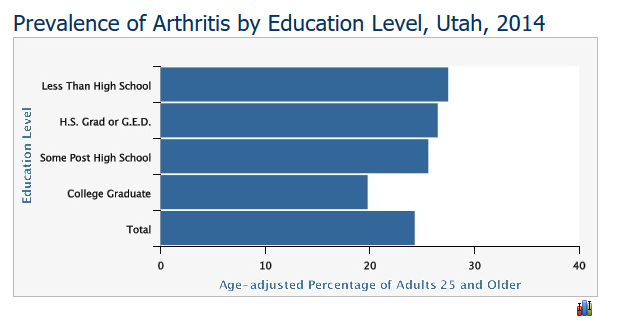 Prevalence of Arthritis by Education Level, Utah, 2014
Education Level
Less Than High School
H.S. Grad or G.E.D.
Some Post High School
College Graduate
Total
0 10 20 30 40
Age-adjusted Percentage of Adults 25 and Older